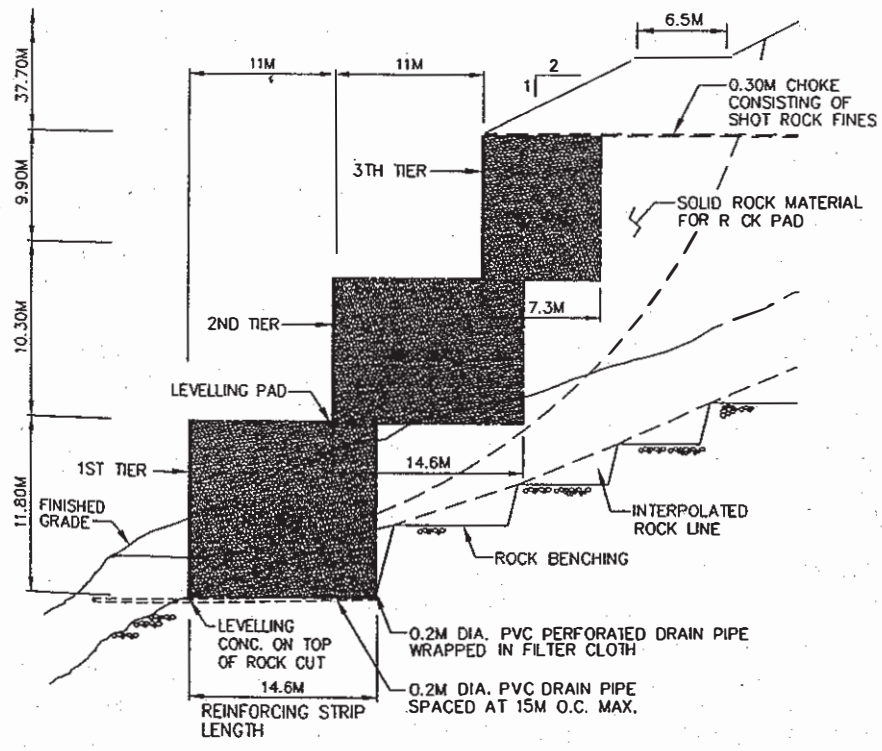 6.5M
11M
11M
2
1
37.70M
0.30M CHOKE
CONSISTING OF
SHOT ROCK FINES
3TH TIER
9.90M
SOLID ROCK MATERIAL
FOR R CK PAD
7.3M
2ND TIER
10.30M
LEVELLING PAD
1ST TIER
14.6M
11.80M
FINISHED
GRADE
INTERPOLATED
ROCK LINE
ROCK BENCHING
LEVELLING
CONC. ON TOP
OF ROCK CUT
0.2M DIA. PVC PERFORATED DRAIN PIPE
WRAPPED IN FILTER CLOTH
14.6M
0.2M DIA. PVC DRAIN PIPE
SPACED AT 15M O.C. MAX.
REINFORCING STRIP
LENGTH